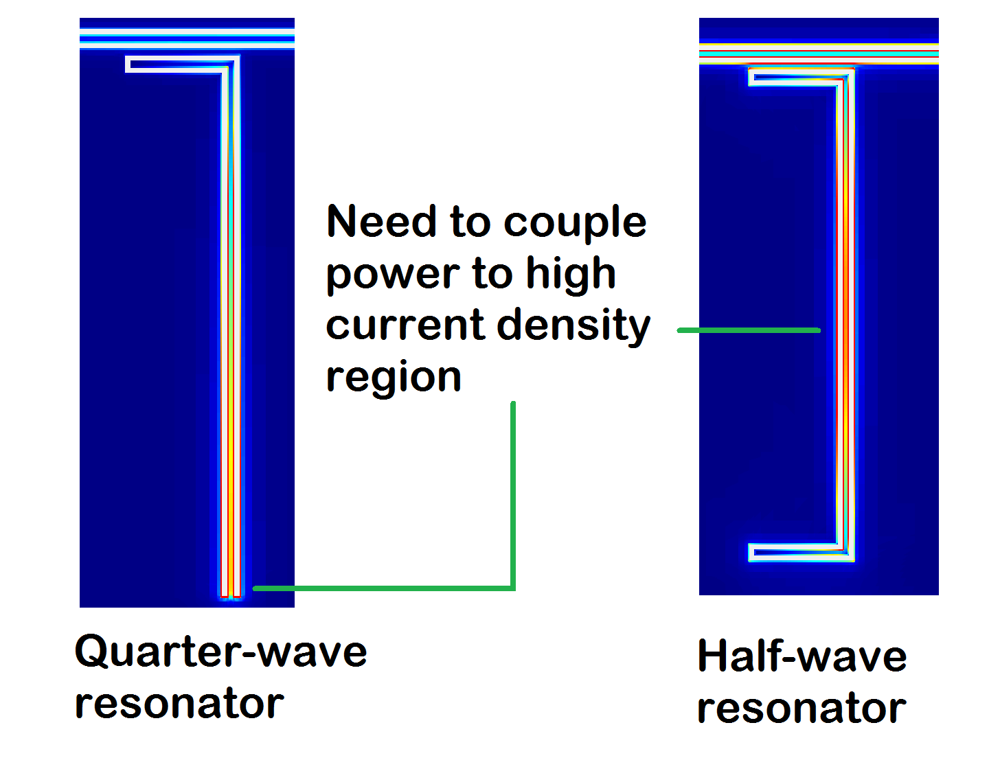 Need to couple
power to high
current density
region
Quarter-wave
resonator
Half-wave
resonator